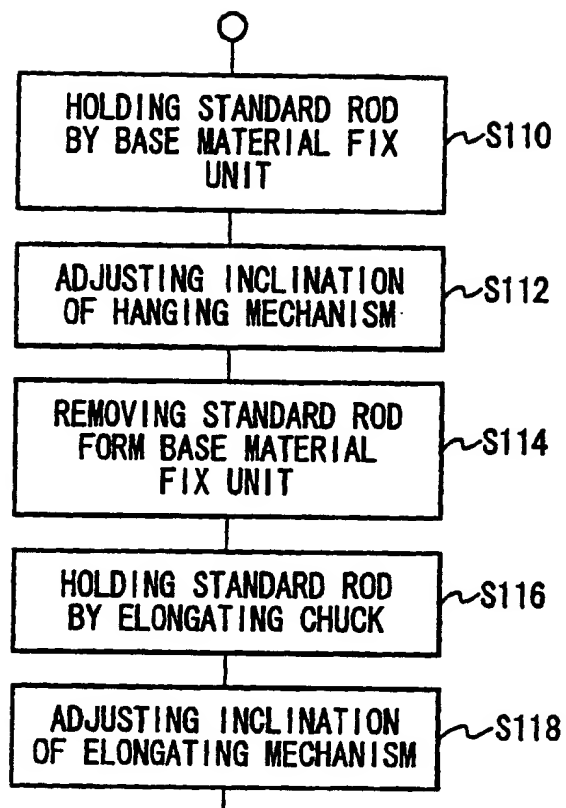 HOLDING STANDARD ROD
BY BASE MATERIAL FIX
UNIT
S110
ADJUSTING INCLINATION
OF HANGING MECHANISM
S112
REMOVING STANDARD ROD
FORM BASE MATERIAL
FIX UNIT
S114
HOLDING STANDARD ROD
BY ELONGATING CHUCK
S116
ADJUSTING INCLINATION
OF ELONGATING MECHANISM
S118